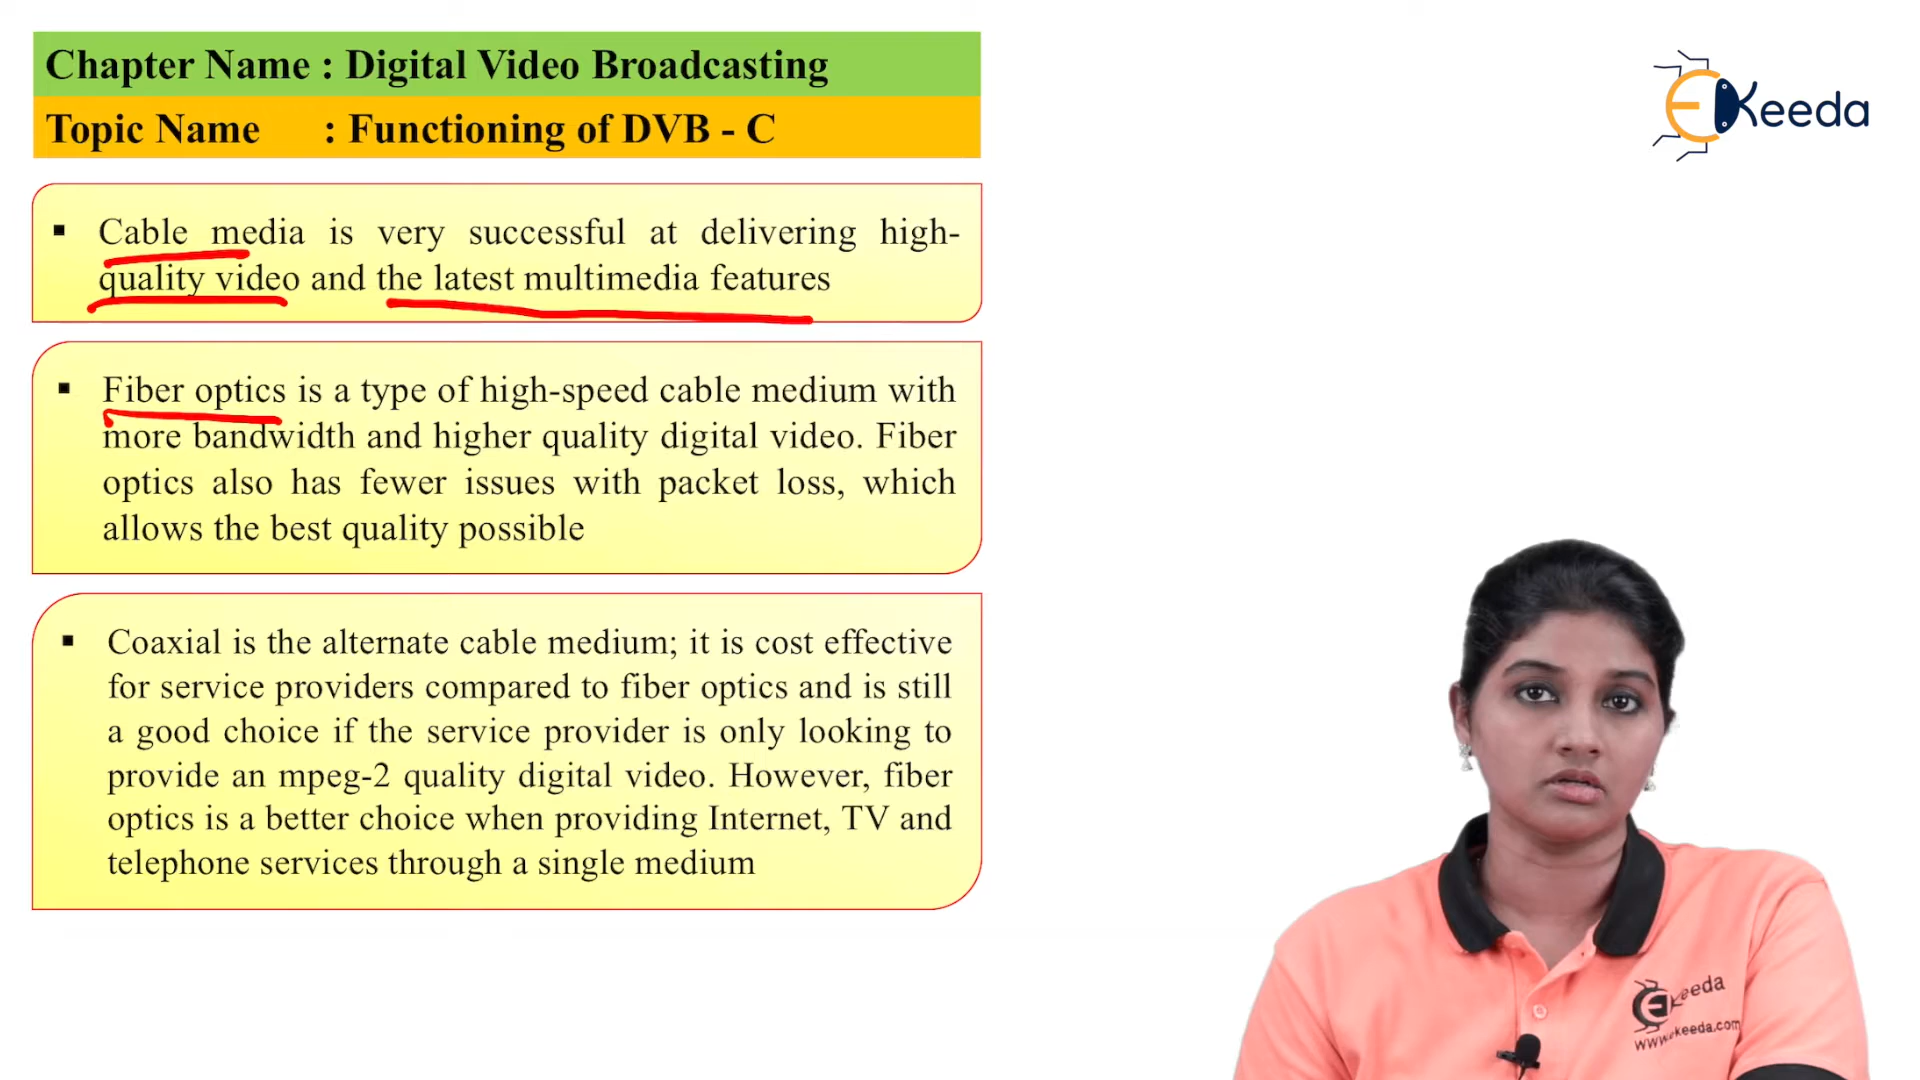 Chapter Name : Digital Video Broadcasting
Topic Name : Functioning of DVB - C
Keeda
▪ Cable media is very successful at delivering high-
quality video and the latest multimedia features
▪ Fiber optics is a type of high-speed cable medium with
more bandwidth and higher quality digital video. Fiber
optics also has fewer issues with packet loss, which
allows the best quality possible
▪ Coaxial is the alternate cable medium; it is cost effective
for service providers compared to fiber optics and is still
a good choice if the service provider is only looking to
provide an mpeg-2 quality digital video. However, fiber
optics is a better choice when providing Internet, TV and
telephone services through a single medium
Keeda
www.ekeeda.com